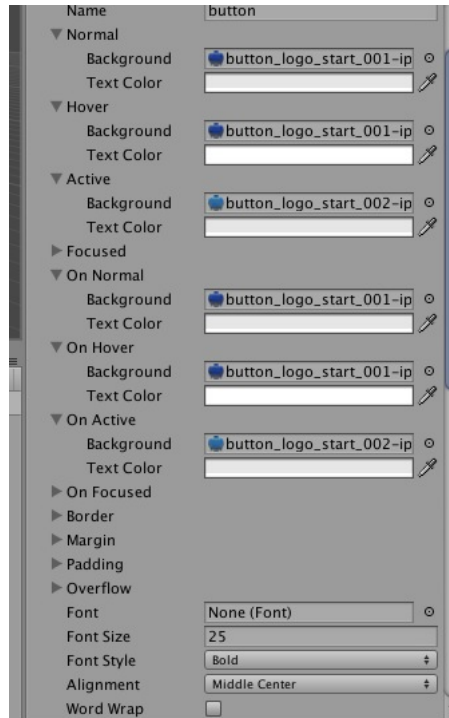 Name button
Normal
Background button_logo_start_001-ip
Text Color
Hover
Background button_logo_start_001-ip
Text Color
Active
Background button_logo_start_002-ip
Text Color
Focused
On Normal
Background button_logo_start_001-ip
Text Color
On Hover
Background button_logo_start_001-ip
Text Color
On Active
Background button_logo_start_002-ip
Text Color
On Focused
Border
Margin
Padding
Overflow
Font None (Font)
Font Size 25
Font Style Bold
Alignment Middle Center
Word Wrap